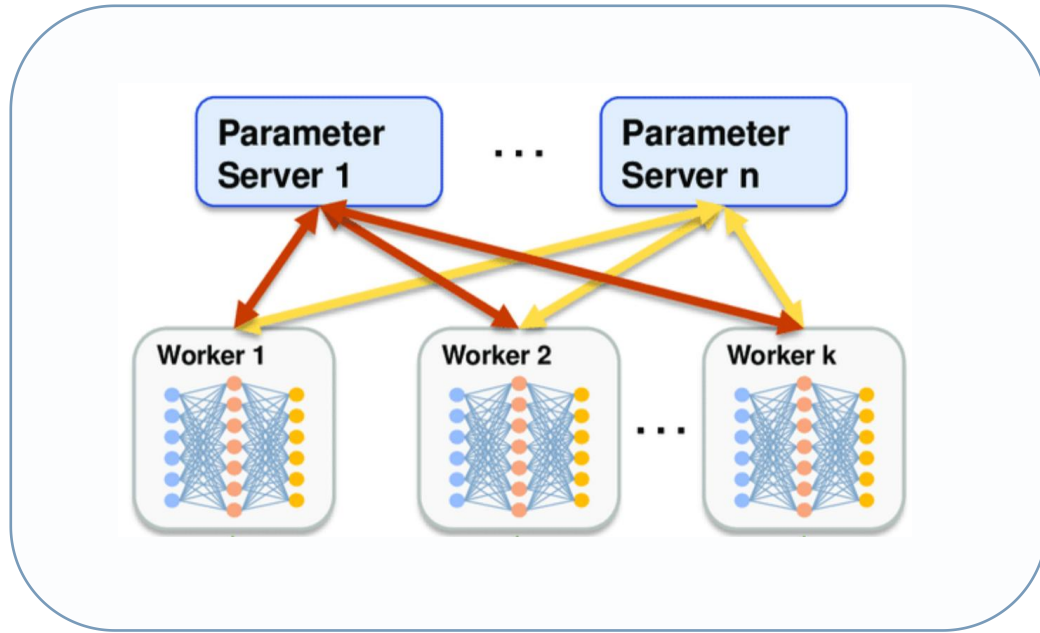 Parameter
Server 1
...
Parameter
Server n
Worker 1
Worker 2
...
Worker k